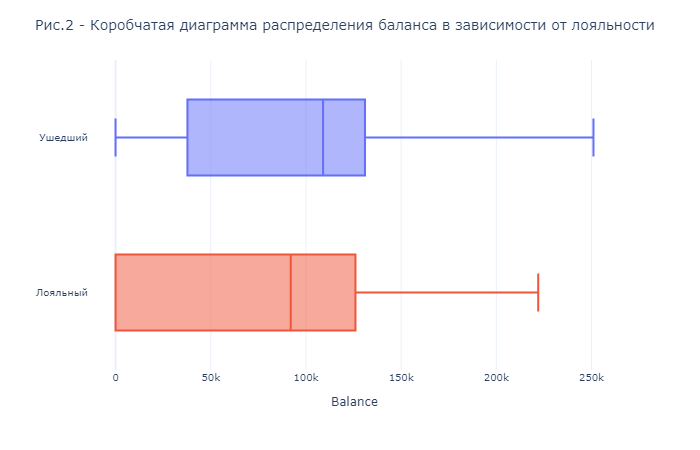 Рис.2 - Коробчатая диаграмма распределения баланса в зависимости от лояльности
Ушедший
Лояльный
0 50k 100k 150k 200k 250k
Balance